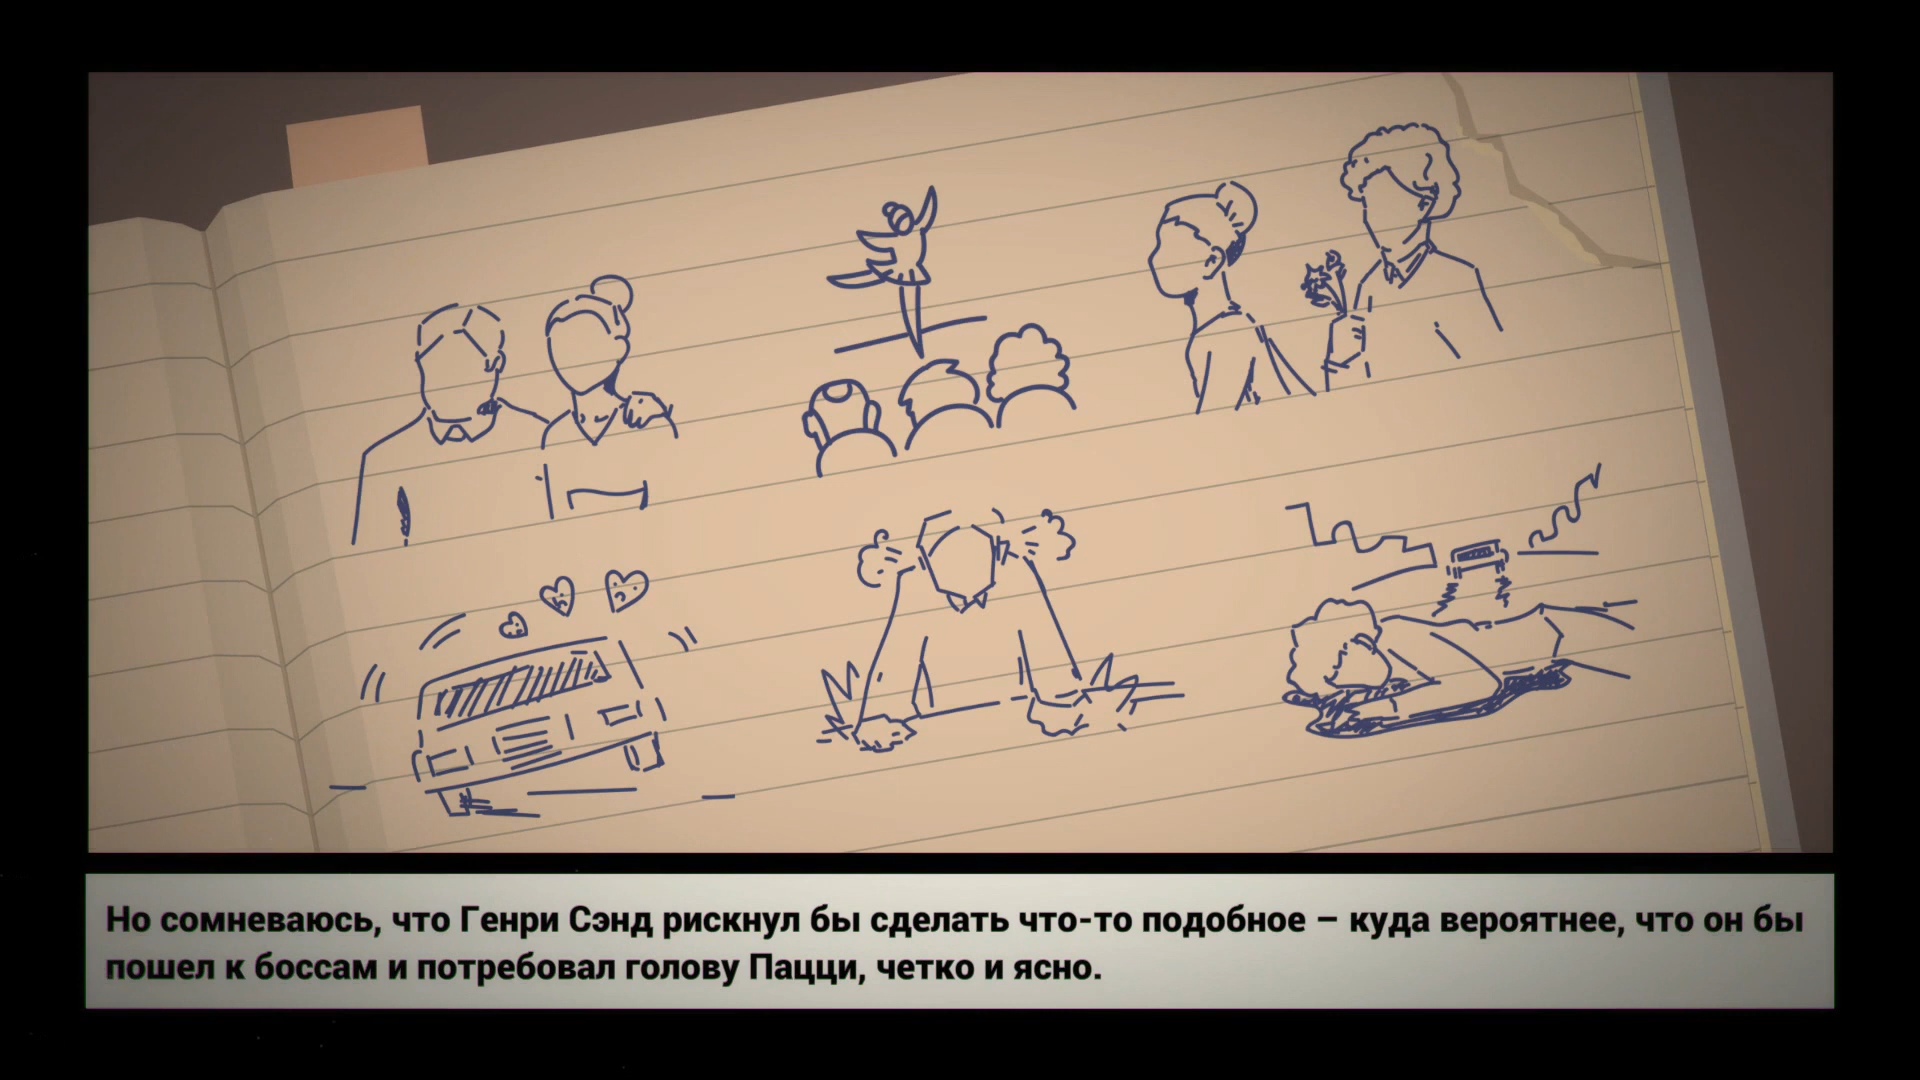 Но сомневаюсь, что Генри Сэнд рискнул бы сделать что-то подобное – куда вероятнее, что он бы
пошел к боссам и потребовал голову Пацци, четко и ясно.